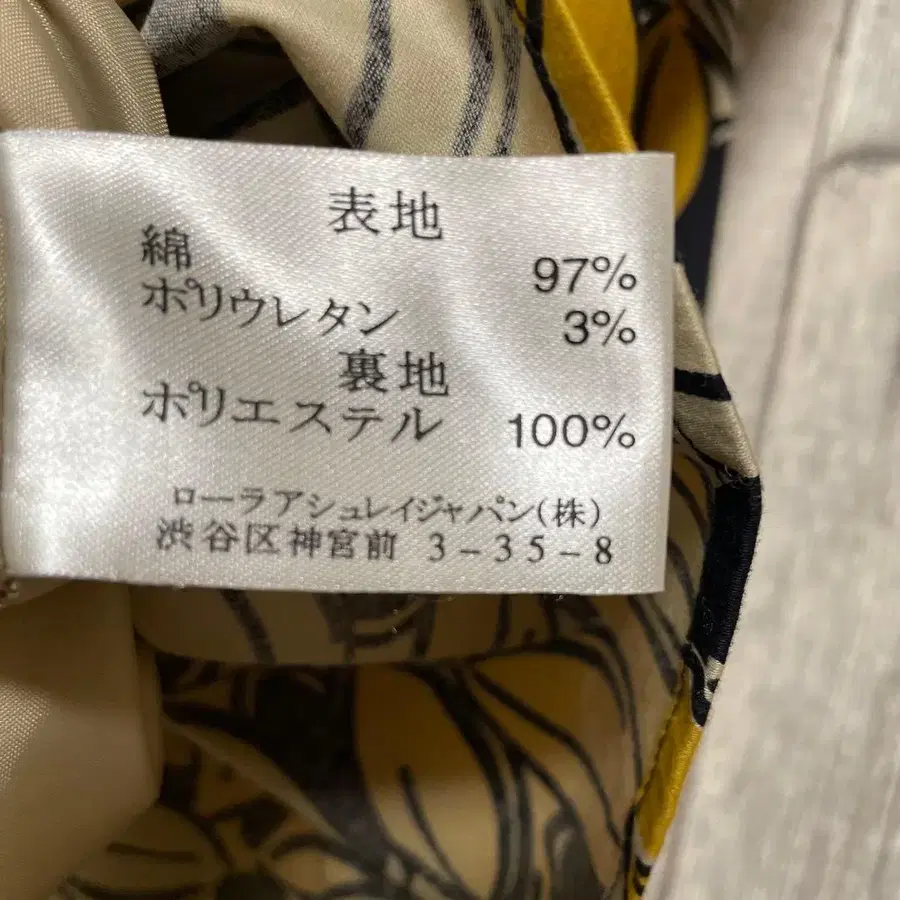 表地
綿 97%
ポリウレタン 3%
裏地
ポリエステル 100%
ローラアシュレイジャパン(株)
渋谷区神宮前 3-35-8